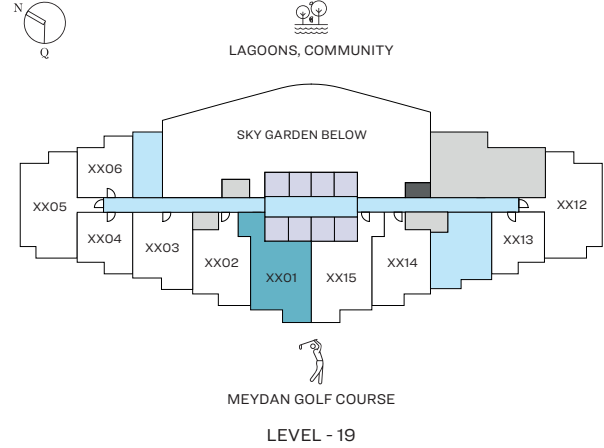 N
Q
LAGOONS, COMMUNITY
SKY GARDEN BELOW
XX06
XX05
XX12
XX04
XX03
XX02
XX01
XX15
XX14
XX13
MEYDAN GOLF COURSE
LEVEL - 19